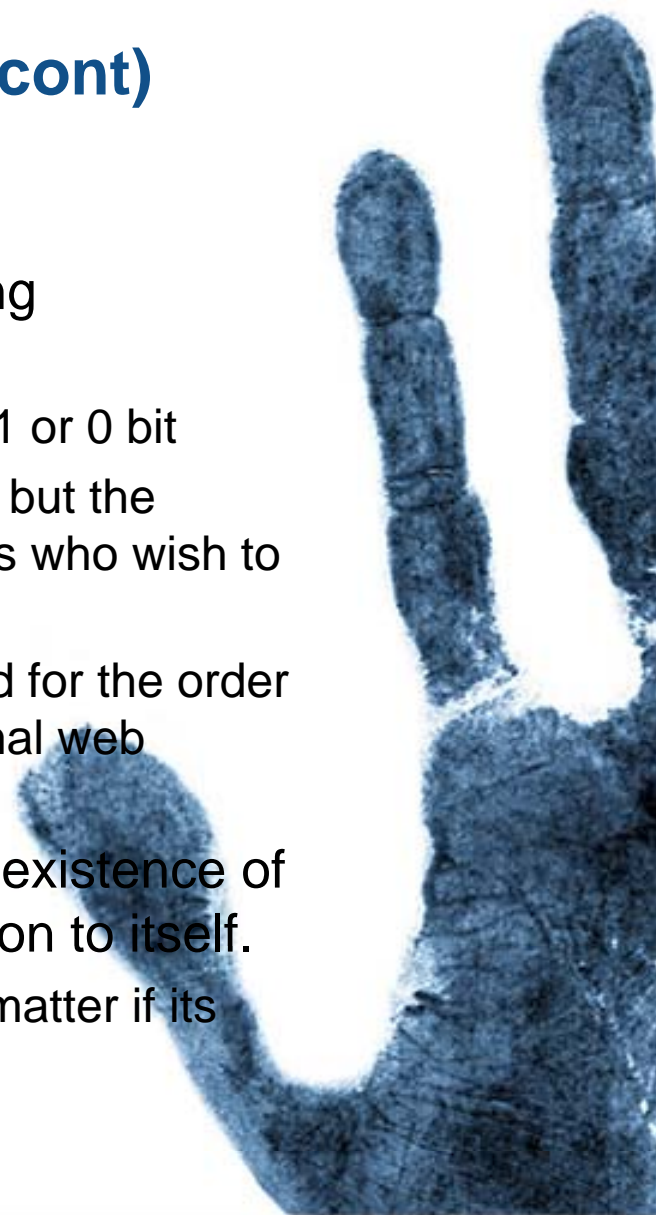 cont)
ng
1 or 0 bit
but the
s who wish to
d for the order
nal web
existence of
on to itself.
matter if its